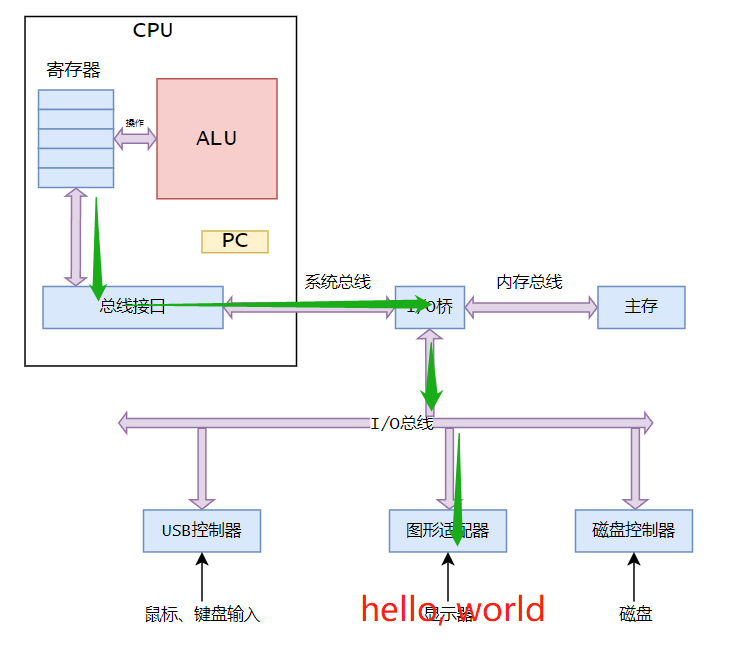 CPU
寄存器
操作
ALU
PC
系统总线
内存总线
总线接口
I/O桥
主存
I/O总线
USB控制器
图形适配器
磁盘控制器
hello, world
鼠标、键盘输入
显示器
磁盘